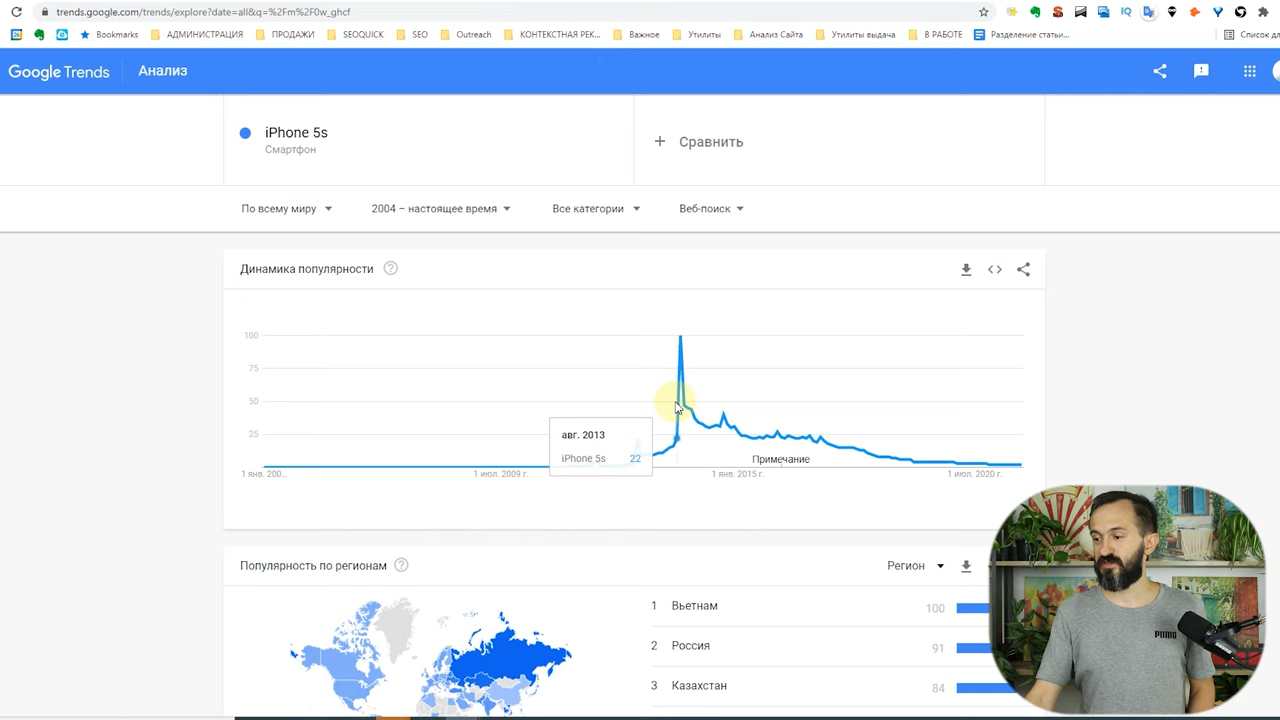 trends.google.com/trends/explore?date=all&q=%2Fm%2F0w_ghcf
Bookmarks АДМИНИСТРАЦИЯ ПРОДАЖИ SEOQUICK SEO Outreach КОНТЕКСТНАЯ РЕК... Важное Утилиты Анализ Сайта Утилиты выдача В РАБОТЕ Разделение статьи... Список дл
Google Trends Анализ
iPhone 5s
Смартфон
+ Сравнить
По всему миру 2004 – настоящее время Все категории Веб-поиск
Динамика популярности
100
75
50
25
авг. 2013
iPhone 5s 22
Примечание
1 янв. 200... 1 июл. 2009 г. 1 янв. 2015 г. 1 июл. 2020 г.
Популярность по регионам Регион
1 Вьетнам 100
2 Россия 91
3 Казахстан 84
PUMA